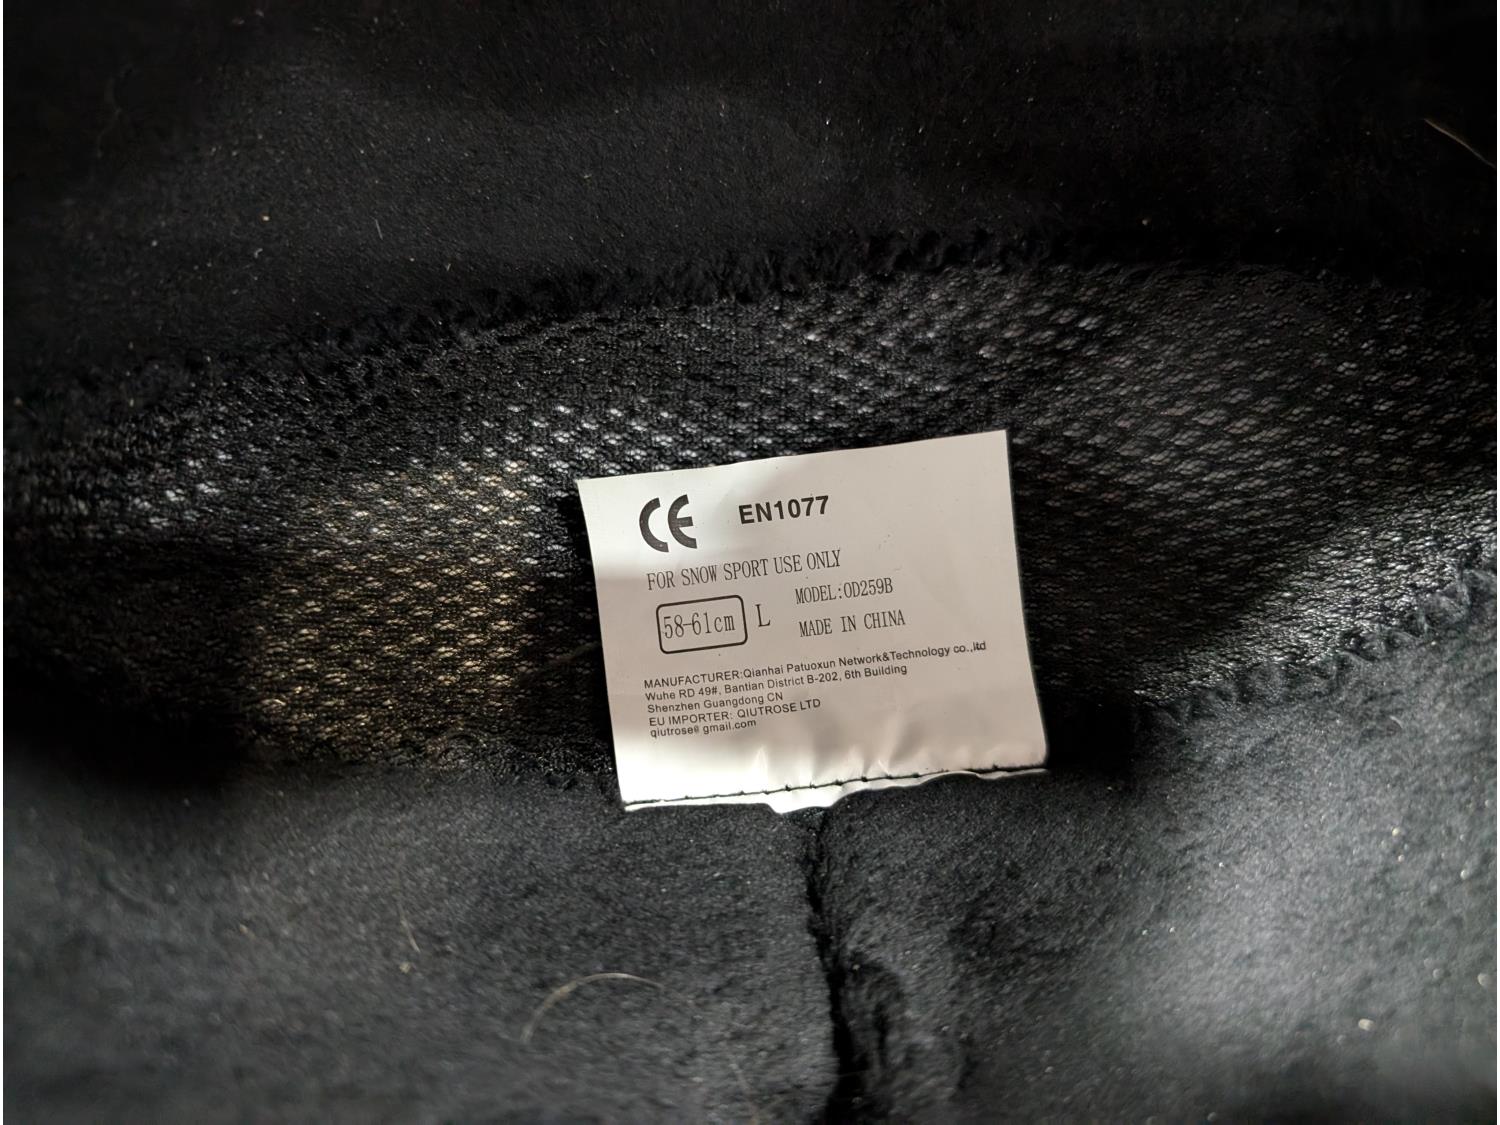 CE EN1077
FOR SNOW SPORT USE ONLY
58-61cm L MODEL:OD259B
MADE IN CHINA
MANUFACTURER:Qianhai Patuoxun Network&Technology co.,ltd
Wuhe RD 49#, Bantian District B-202, 6th Building
Shenzhen Guangdong CN
EU IMPORTER: QIUTROSE LTD
qiutrose@gmail.com